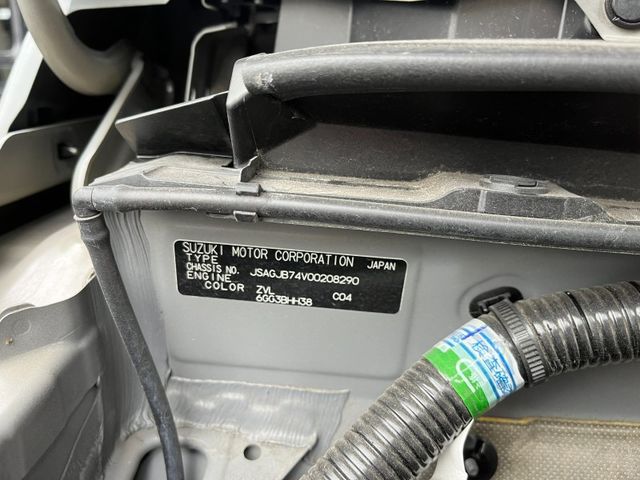 SUZUKI MOTOR CORPORATION
TYPE JAPAN
CHASSIS NO. JSAGJB74V00208290
ENGINE
COLOR ZVL C04
6GG3BHH38